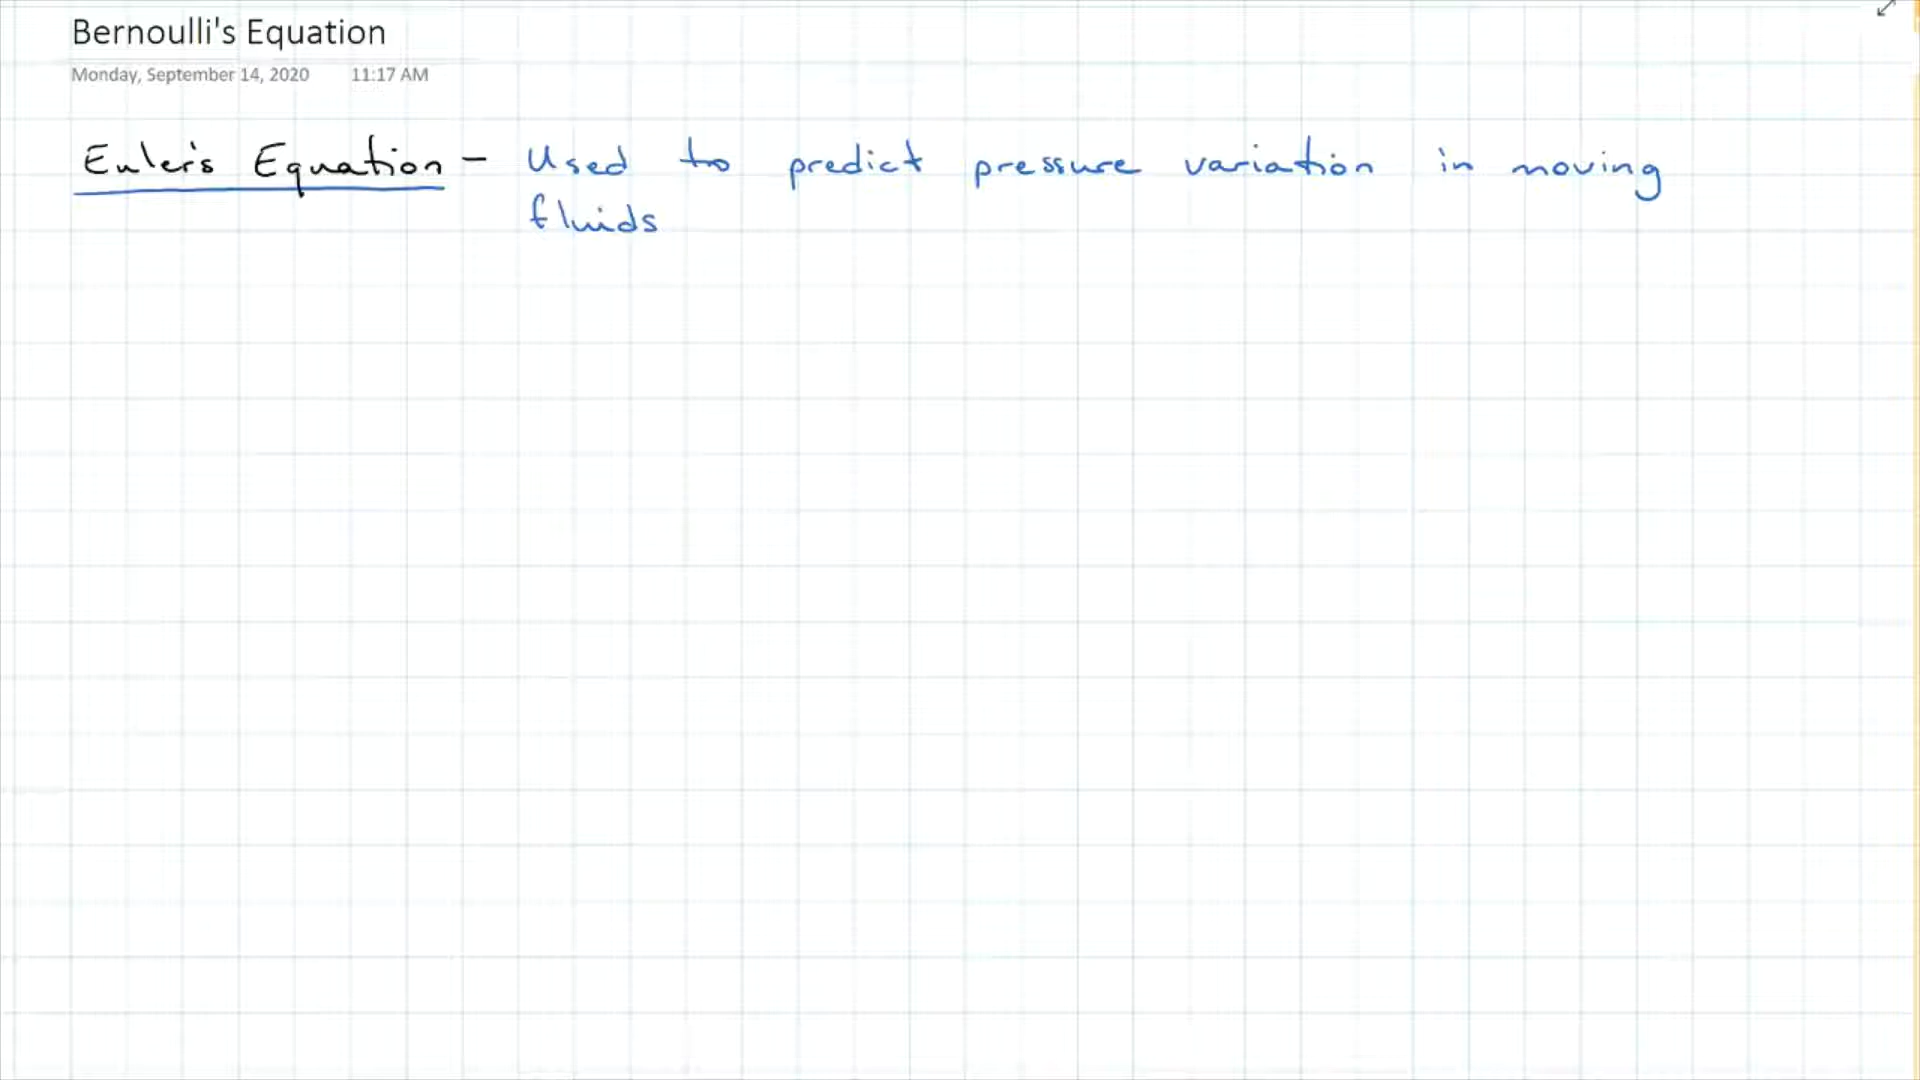 Bernoulli's Equation
Monday, September 14, 2020 11:17 AM
Euler's Equation - Used to predict pressure variation in moving
fluids